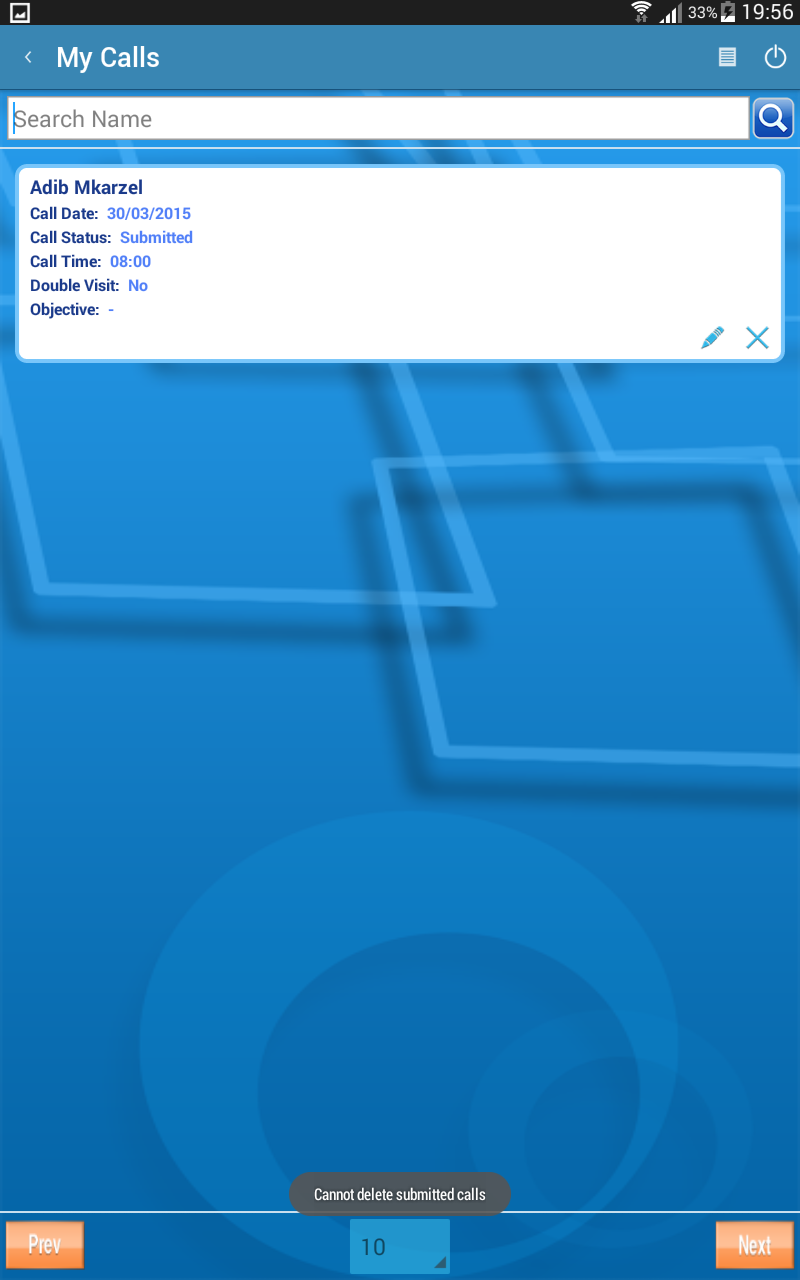 33% 19:56
My Calls
Search Name
Adib Mkarzel
Call Date: 30/03/2015
Call Status: Submitted
Call Time: 08:00
Double Visit: No
Objective: -
Cannot delete submitted calls
Prev 10 Next